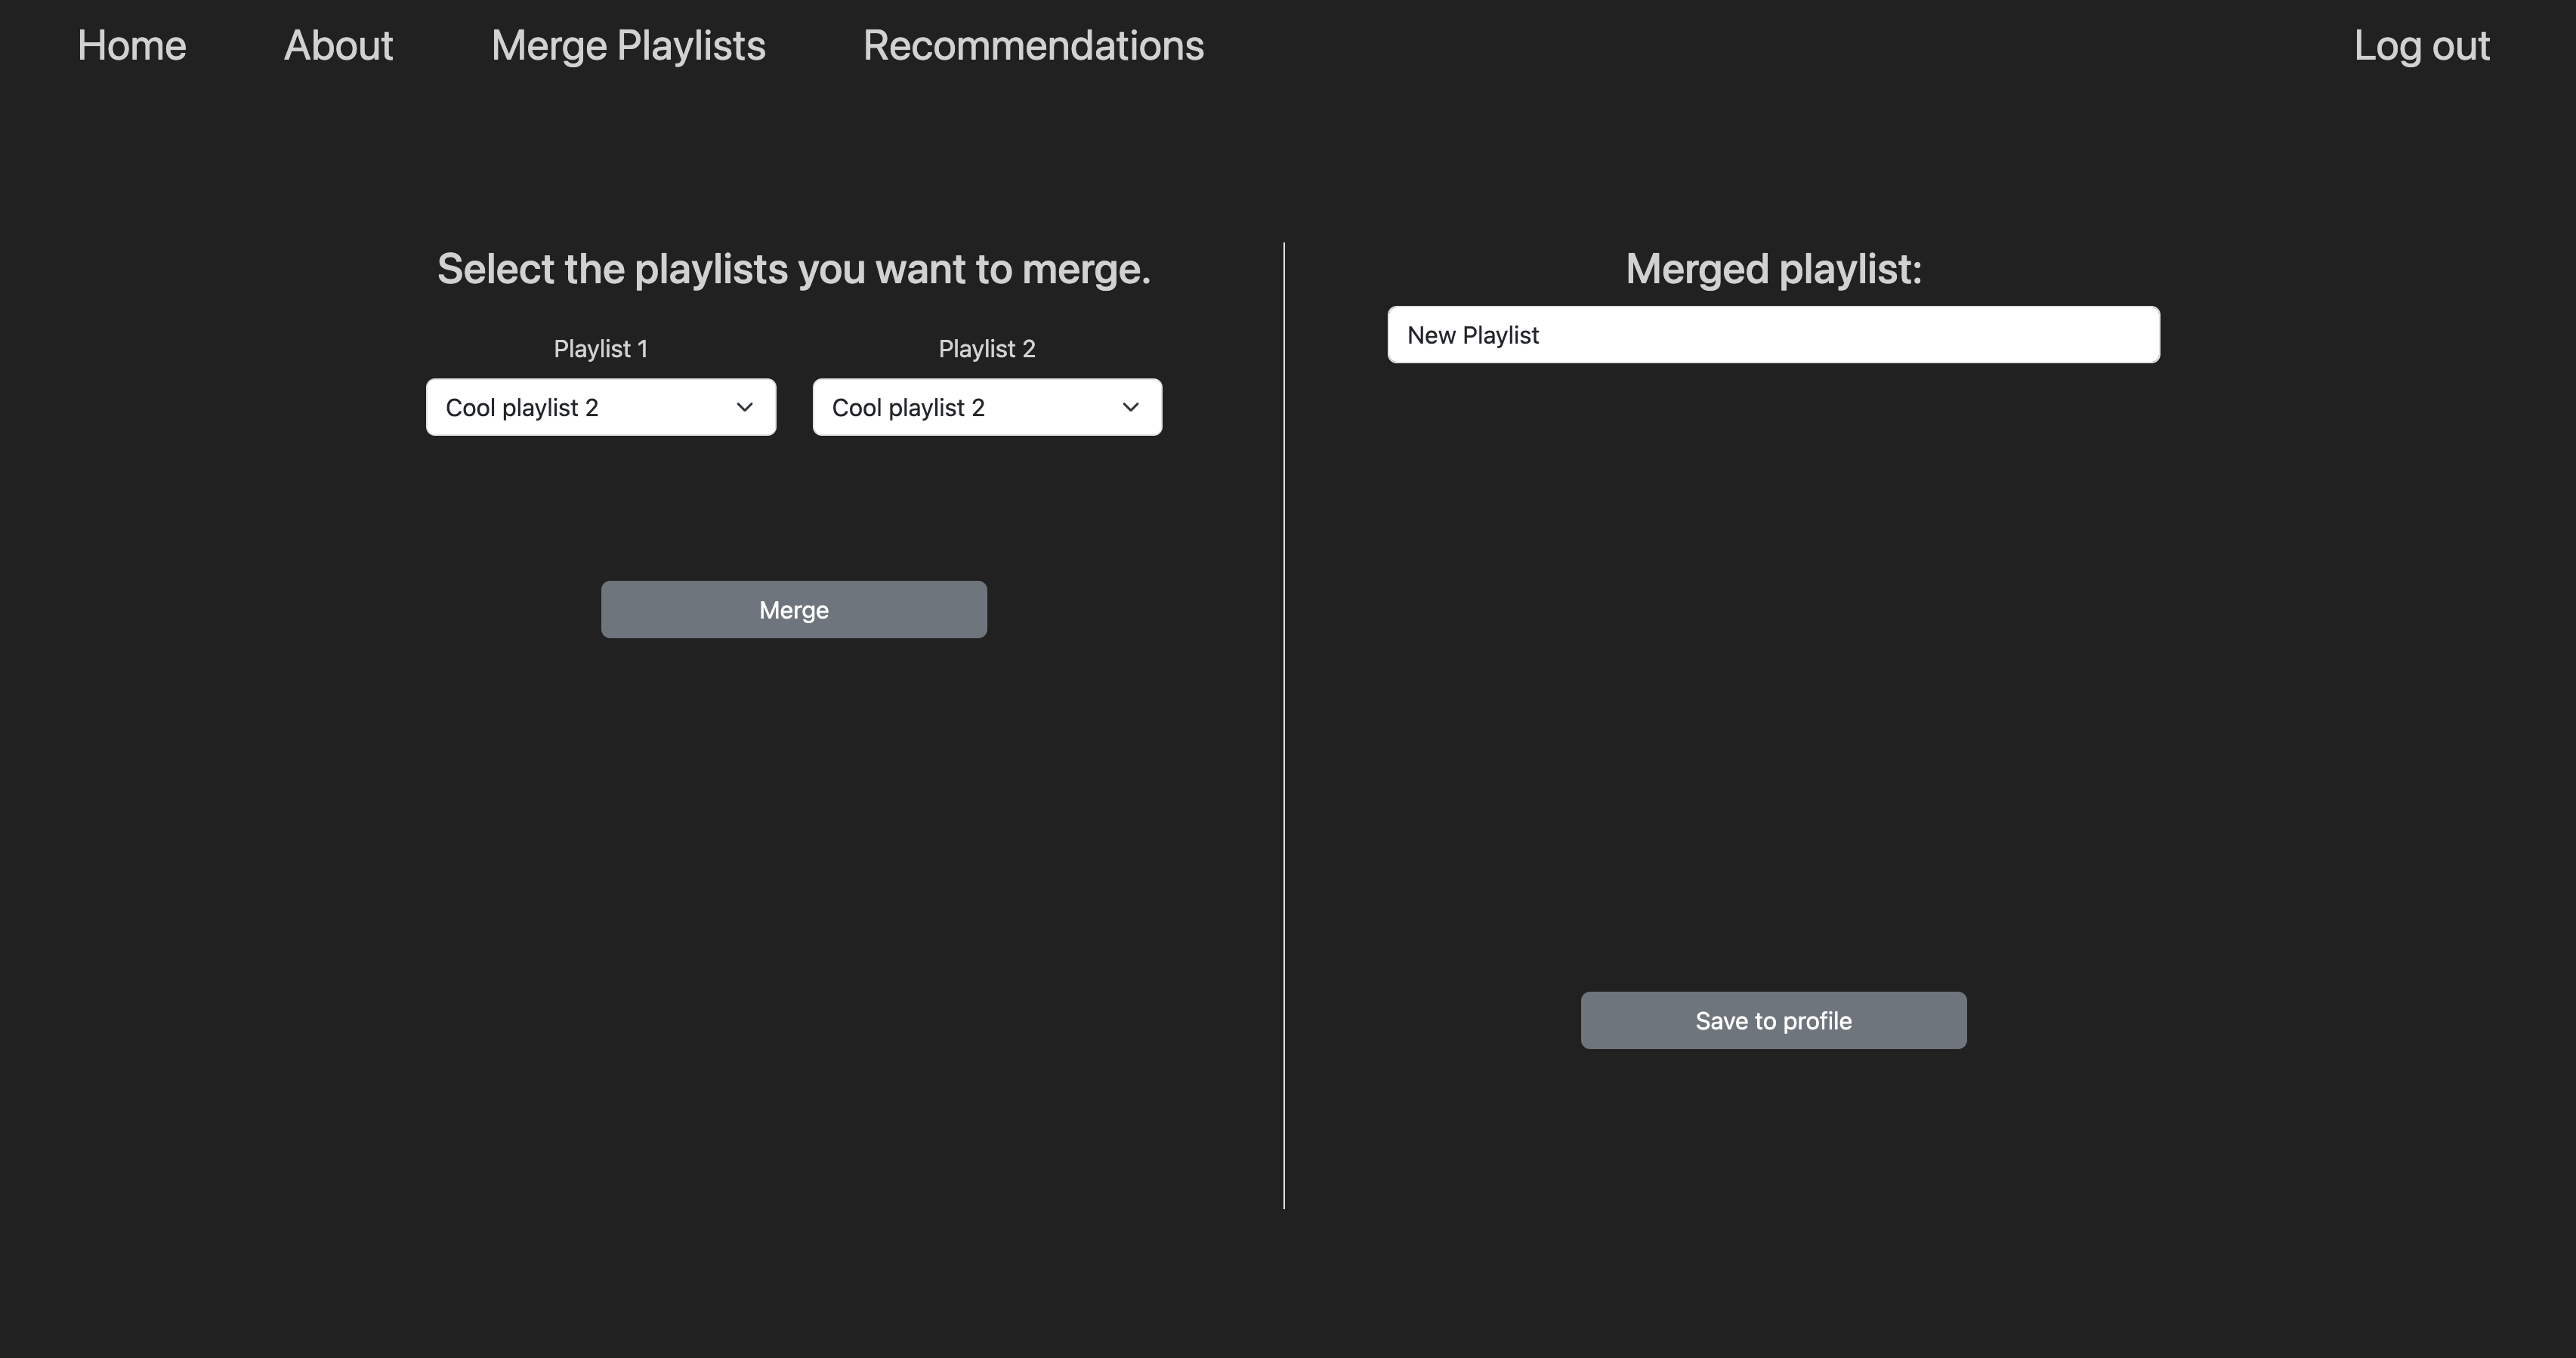 Home About Merge Playlists Recommendations Log out
Select the playlists you want to merge.
Playlist 1 Playlist 2
Cool playlist 2 Cool playlist 2
Merge
Merged playlist:
New Playlist
Save to profile